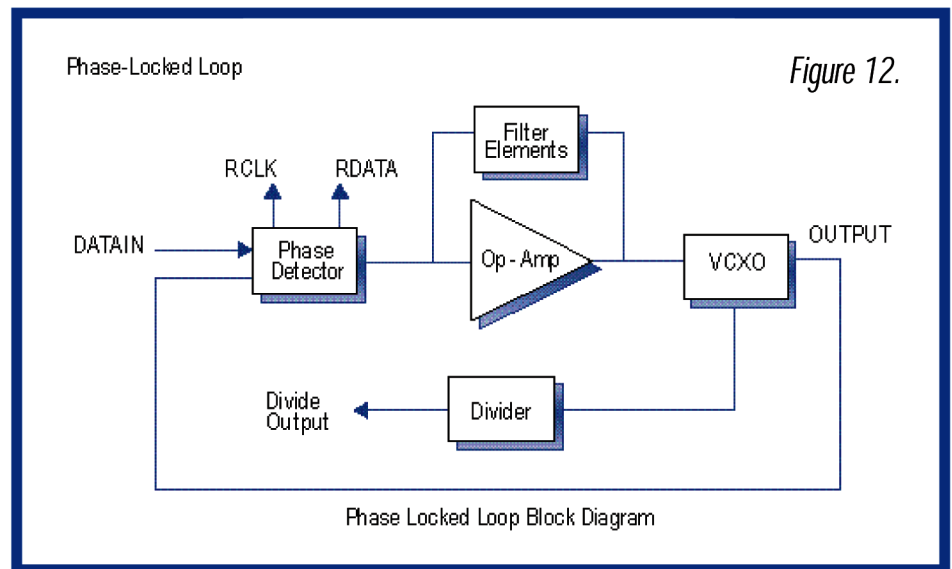 Phase-Locked Loop
Figure 12.
Filter
Elements
RCLK
RDATA
DATAIN
Phase
Detector
Op - Amp
VCXO
OUTPUT
Divide
Output
Divider
Phase Locked Loop Block Diagram